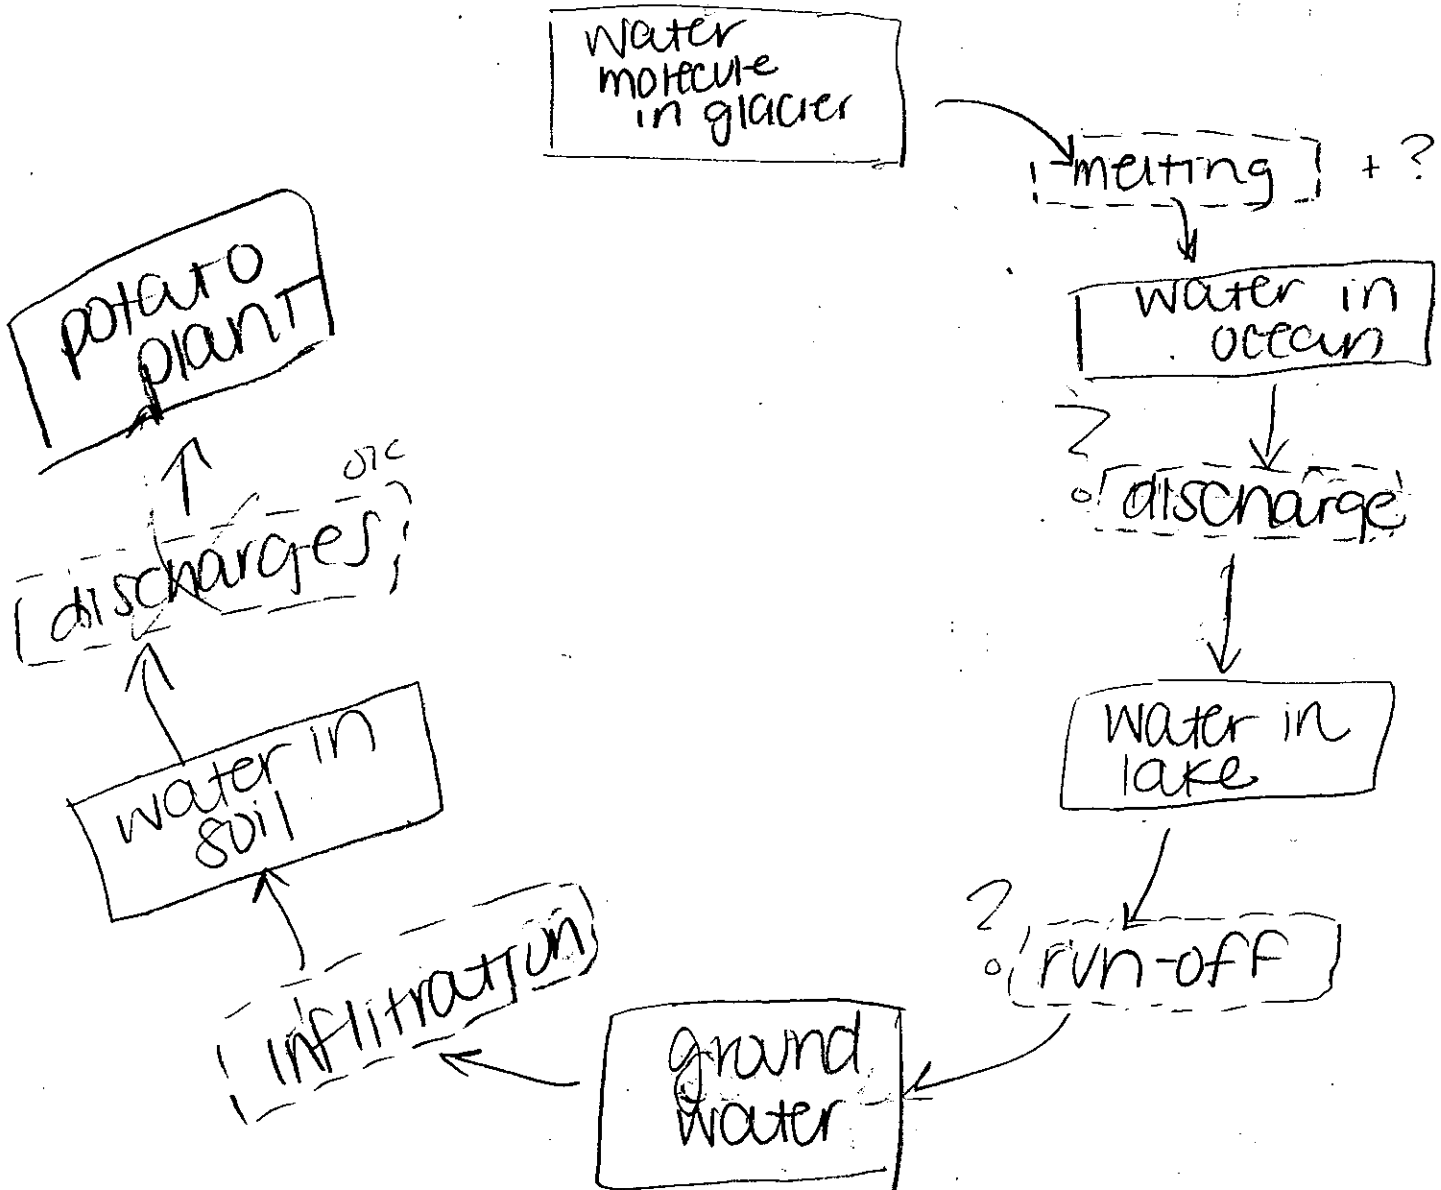 water
molecule
in glacier
melting + ?
water in
ocean
?
discharge
water in
lake
?
run-off
ground
water
inflitration
water in
soil
discharges
potato
plant